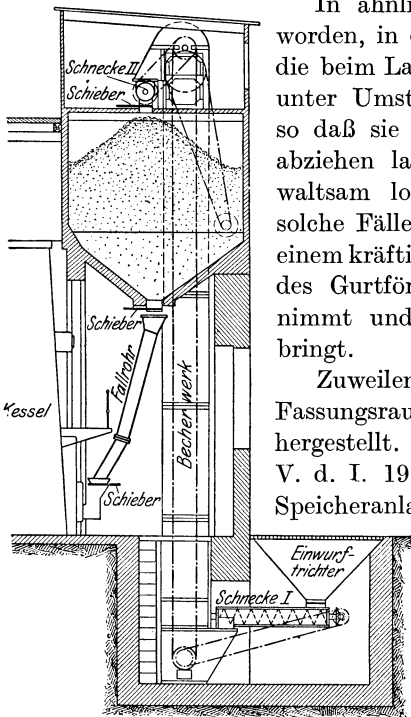 In ähnli
worden, in
die beim La
unter Umst
so daß sie
abziehen la
waltsam lo
solche Fälle
einem kräfti
des Gurtför
nimmt und
bringt.
Zuweilen
Fassungsrau
hergestellt.
V. d. I. 19
Speicheranla
Schnecke II
Schieber
Schieber
Fallrohr
Becherwerk
Kessel
Schieber
Einwurf-
trichter
Schnecke I